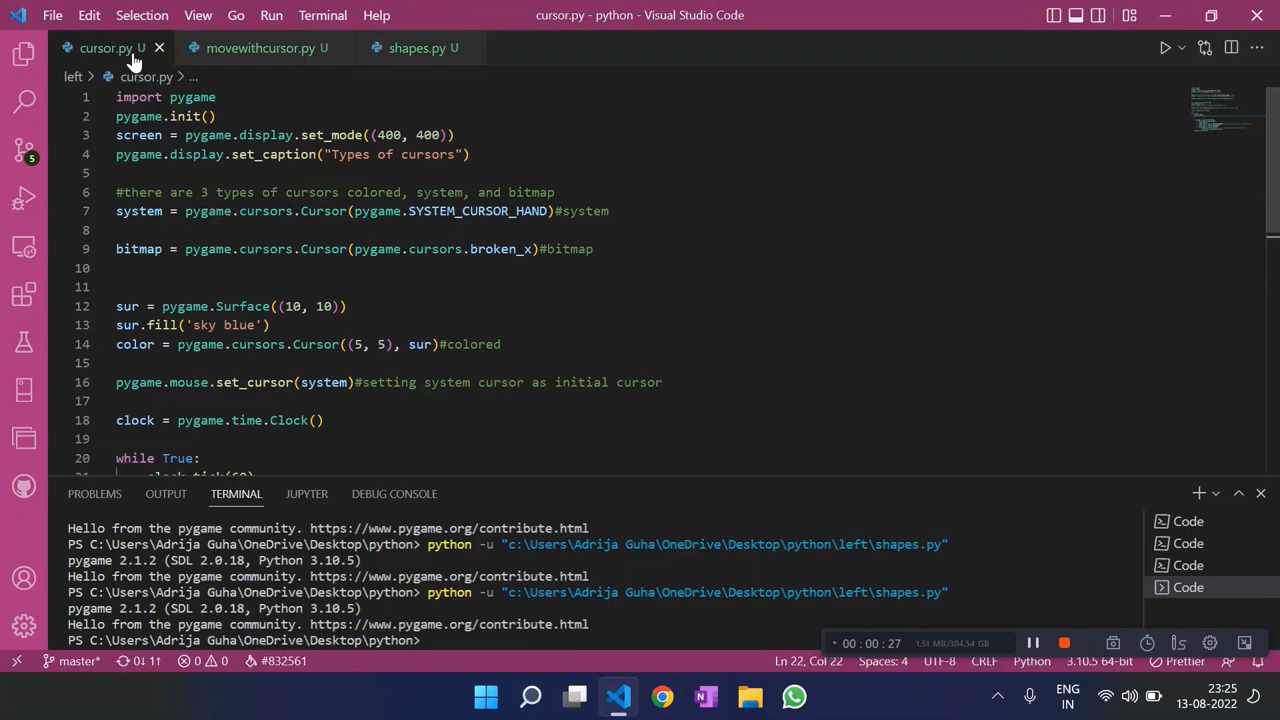 File Edit Selection View Go Run Terminal Help cursor.py - python - Visual Studio Code
cursor.py U movewithcursor.py U shapes.py U
left > cursor.py > ...
1 import pygame
2 pygame.init()
3 screen = pygame.display.set_mode((400, 400))
4 pygame.display.set_caption("Types of cursors")
5
6 #there are 3 types of cursors colored, system, and bitmap
7 system = pygame.cursors.Cursor(pygame.SYSTEM_CURSOR_HAND)#system
8
9 bitmap = pygame.cursors.Cursor(pygame.cursors.broken_x)#bitmap
10
11
12 sur = pygame.Surface((10, 10))
13 sur.fill('sky blue')
14 color = pygame.cursors.Cursor((5, 5), sur)#colored
15
16 pygame.mouse.set_cursor(system)#setting system cursor as initial cursor
17
18 clock = pygame.time.Clock()
19
20 while True:
21 clock.tick(60)
5
PROBLEMS OUTPUT TERMINAL JUPYTER DEBUG CONSOLE
Hello from the pygame community. https://www.pygame.org/contribute.html
PS C:\Users\Adrija Guha\OneDrive\Desktop\python> python -u "c:\Users\Adrija Guha\OneDrive\Desktop\python\left\shapes.py"
pygame 2.1.2 (SDL 2.0.18, Python 3.10.5)
Hello from the pygame community. https://www.pygame.org/contribute.html
PS C:\Users\Adrija Guha\OneDrive\Desktop\python> python -u "c:\Users\Adrija Guha\OneDrive\Desktop\python\left\shapes.py"
pygame 2.1.2 (SDL 2.0.18, Python 3.10.5)
Hello from the pygame community. https://www.pygame.org/contribute.html
PS C:\Users\Adrija Guha\OneDrive\Desktop\python>
Code
Code
Code
Code
00:00:27 1.51 MB/304.54 GB
master* 0↓ 1↑ 0 0 #832561 Ln 22, Col 22 Spaces: 4 UTF-8 CRLF Python 3.10.5 64-bit Prettier
ENG
IN
23:25
13-08-2022